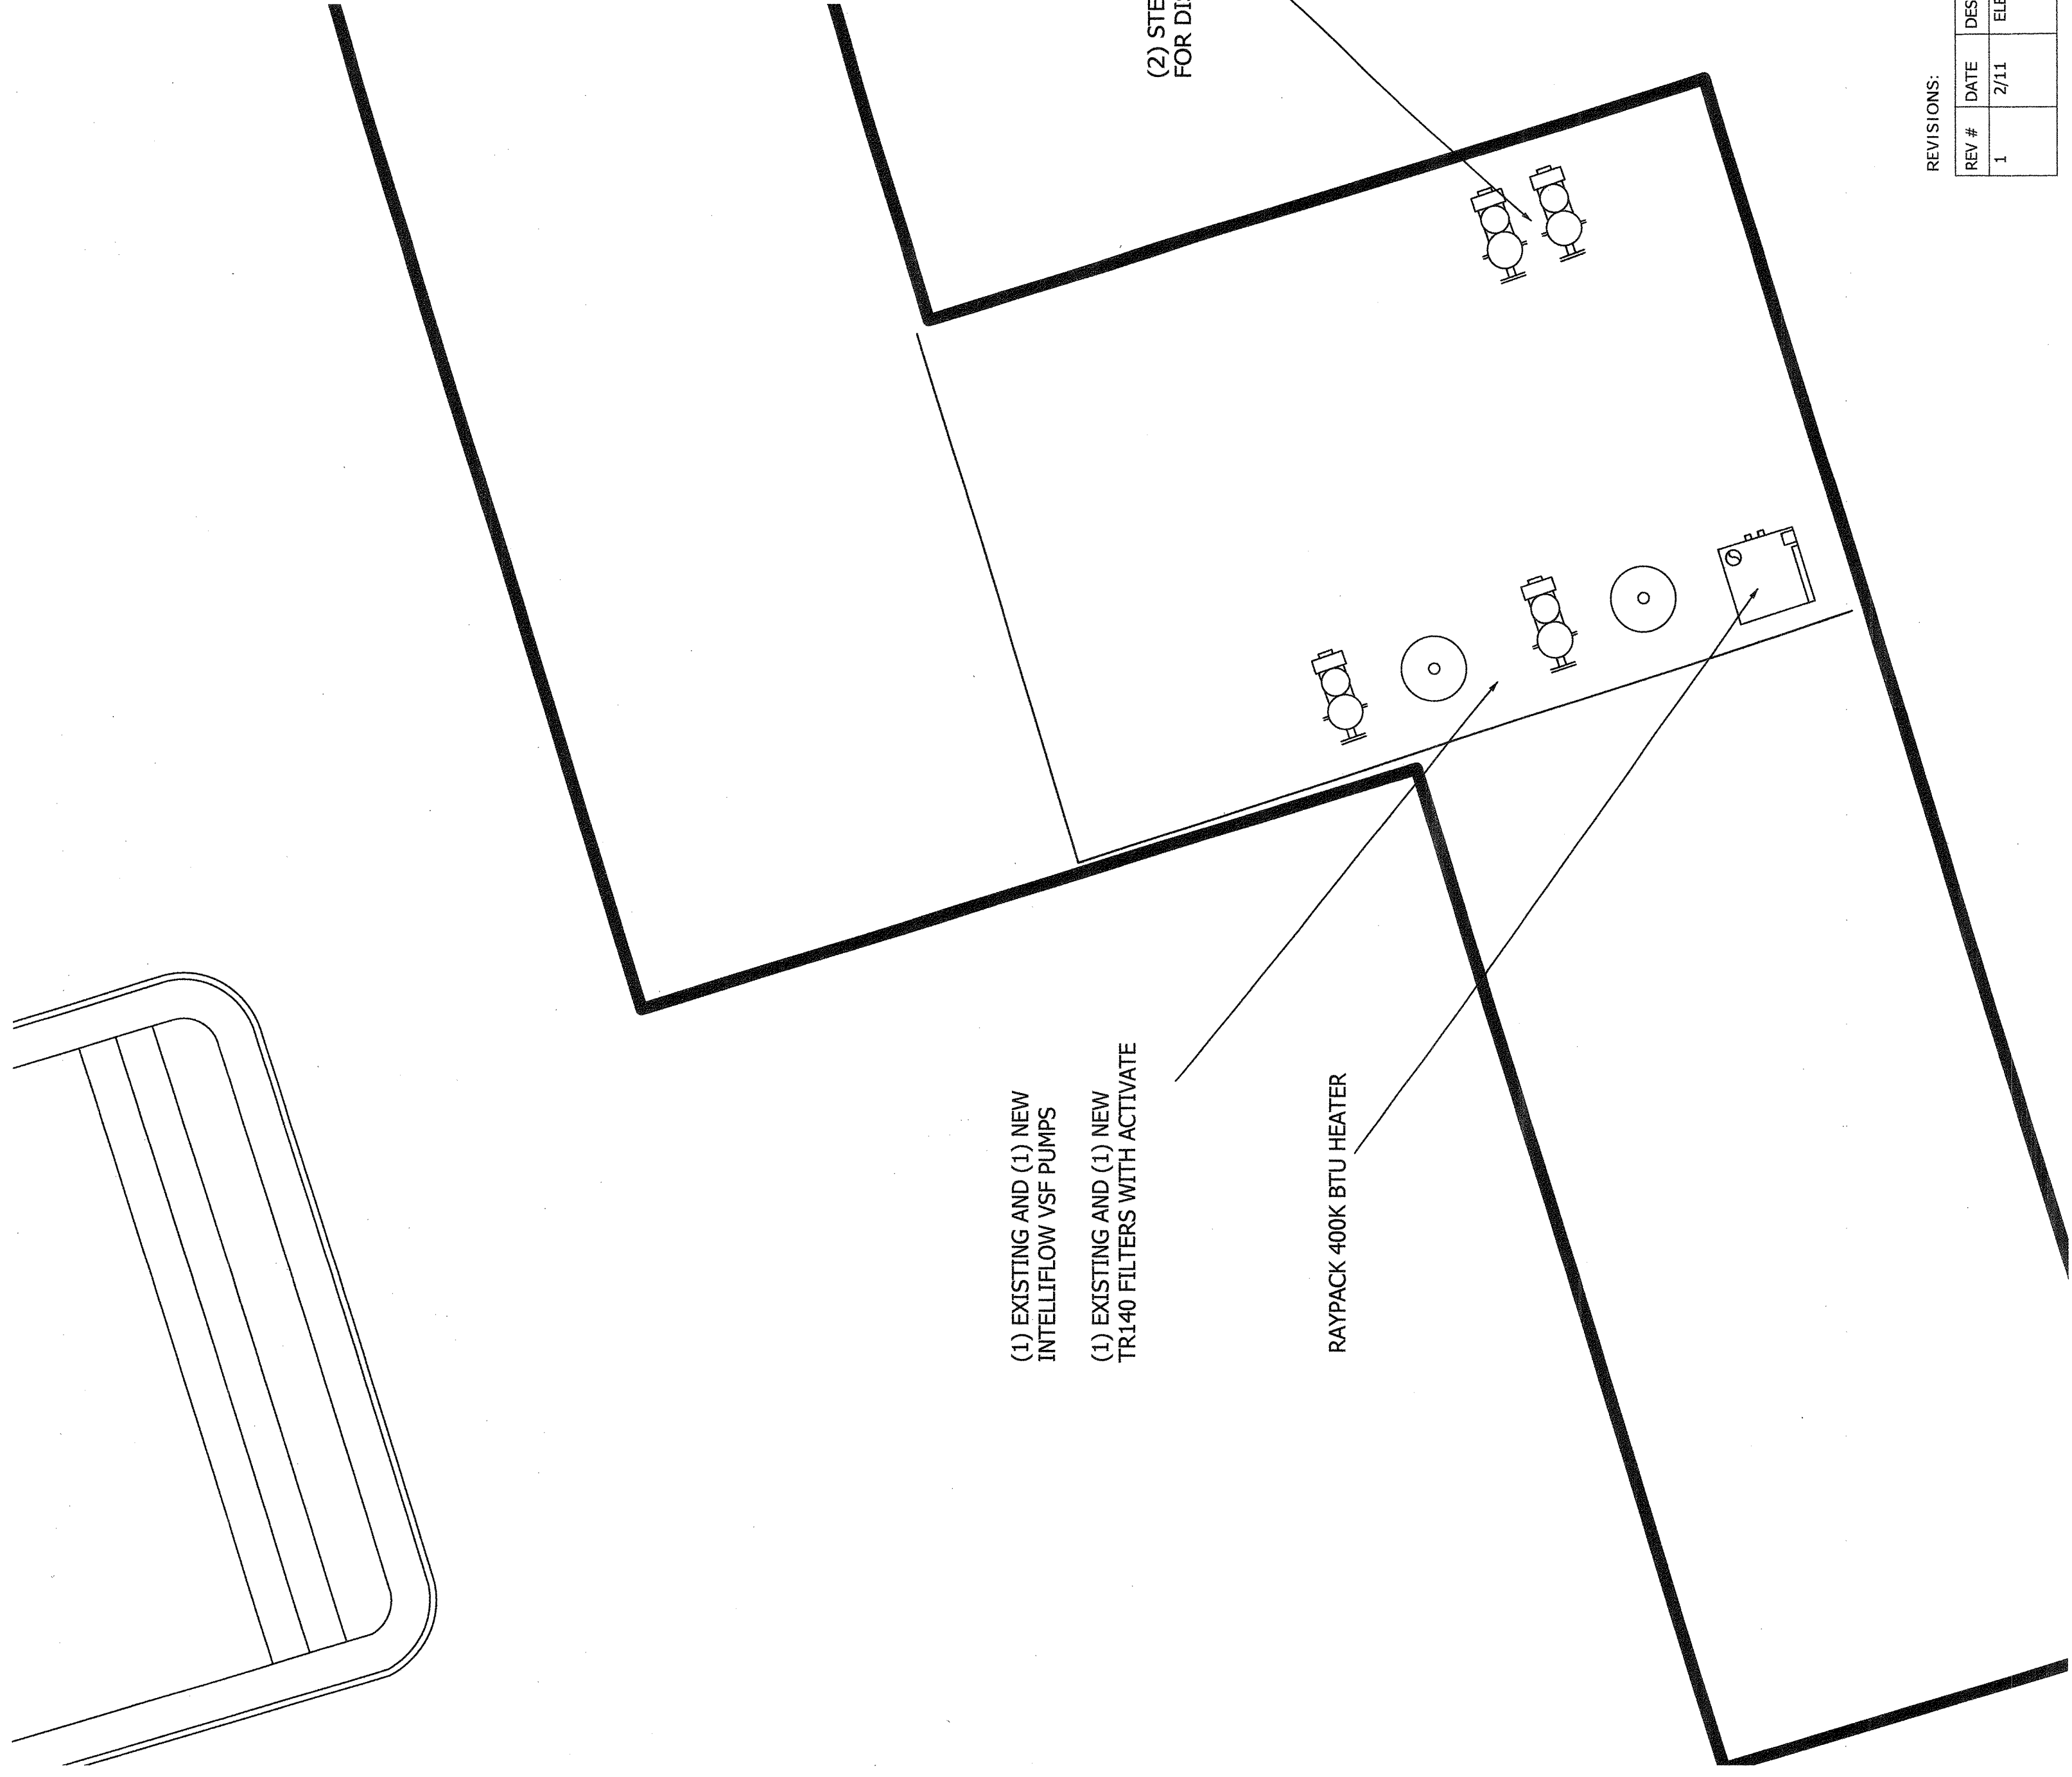 (1) EXISTING AND (1) NEW
INTELLIFLOW VSF PUMPS
(1) EXISTING AND (1) NEW
TR140 FILTERS WITH ACTIVATE
RAYPACK 400K BTU HEATER
(2) STE
FOR DIS
REVISIONS:
REV # DATE DES
1 2/11 ELE